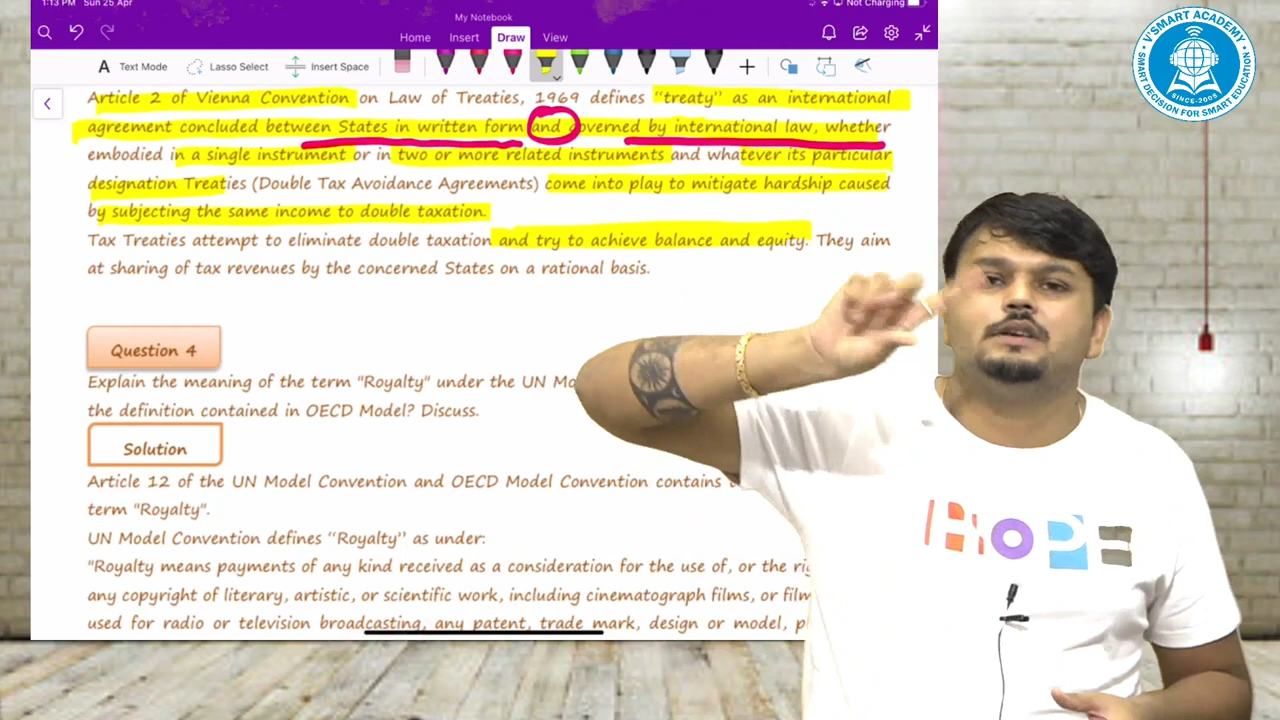 1:13 PM Sun 25 Apr
Not Charging
My Notebook
Home Insert Draw View
Text Mode Lasso Select Insert Space
Article 2 of Vienna Convention on Law of Treaties, 1969 defines "treaty" as an international
agreement concluded between States in written form and governed by international law, whether
embodied in a single instrument or in two or more related instruments and whatever its particular
designation Treaties (Double Tax Avoidance Agreements) come into play to mitigate hardship caused
by subjecting the same income to double taxation.
Tax Treaties attempt to eliminate double taxation and try to achieve balance and equity. They aim
at sharing of tax revenues by the concerned States on a rational basis.
Question 4
Explain the meaning of the term "Royalty" under the UN
the definition contained in OECD Model? Discuss.
Solution
Article 12 of the UN Model Convention and OECD Model Convention contains
term "Royalty".
UN Model Convention defines "Royalty" as under:
"Royalty means payments of any kind received as a consideration for the use of, or the
any copyright of literary, artistic, or scientific work, including cinematograph films, or
used for radio or television broadcasting, any patent, trade mark, design or model,
V'SMART ACADEMY
SINCE-2008
SMART DECISION FOR SMART EDUCATION
HOPE